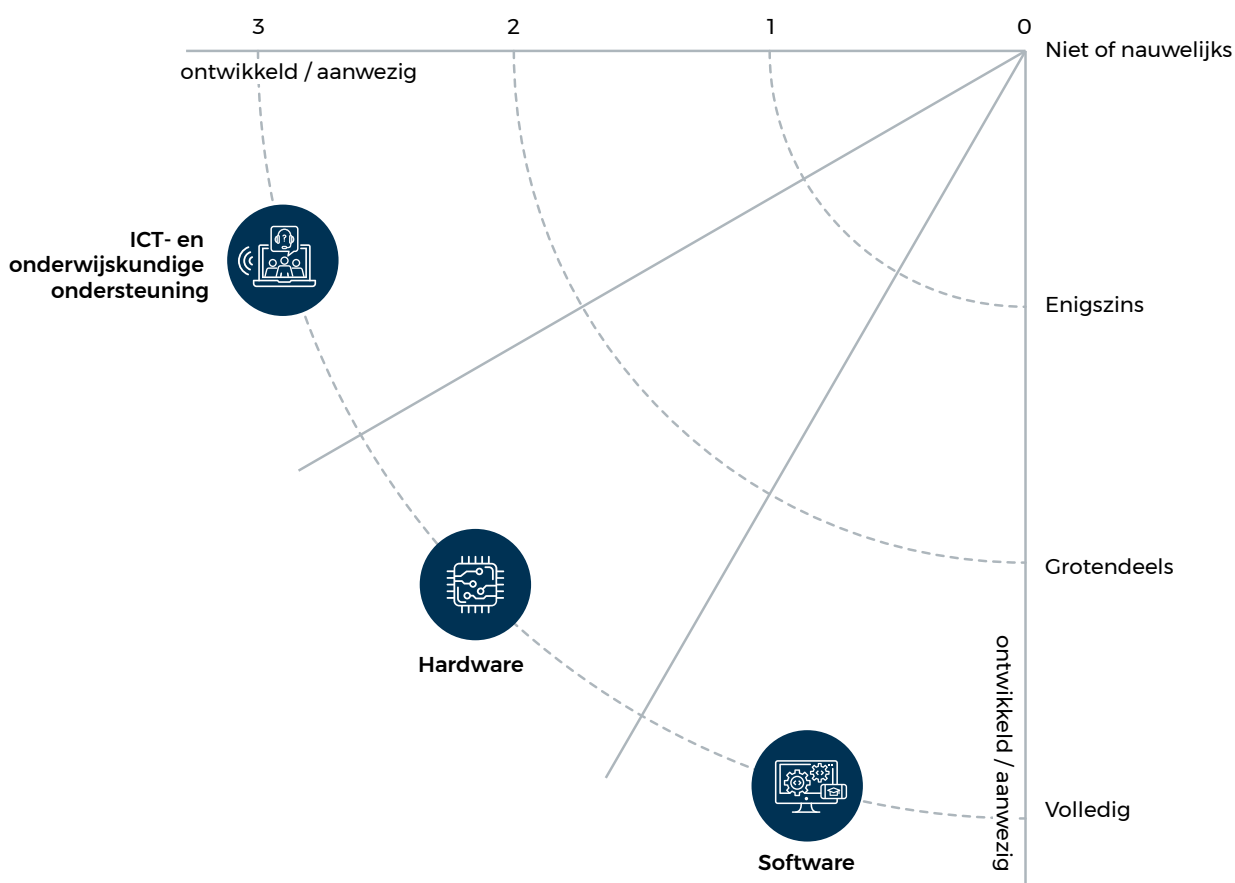 3
2
1
0
Niet of nauwelijks
ontwikkeld / aanwezig
ICT- en
onderwijskundige
ondersteuning
?
Enigszins
Grotendeels
Hardware
ontwikkeld / aanwezig
Volledig
Software